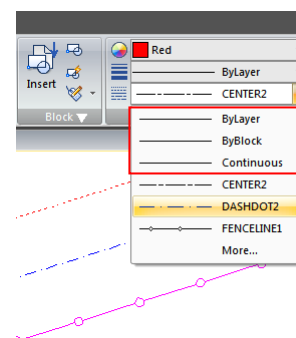 Red
ByLayer
Insert
CENTER2
Block
ByLayer
ByBlock
Continuous
CENTER2
DASHDOT2
FENCELINE1
More...